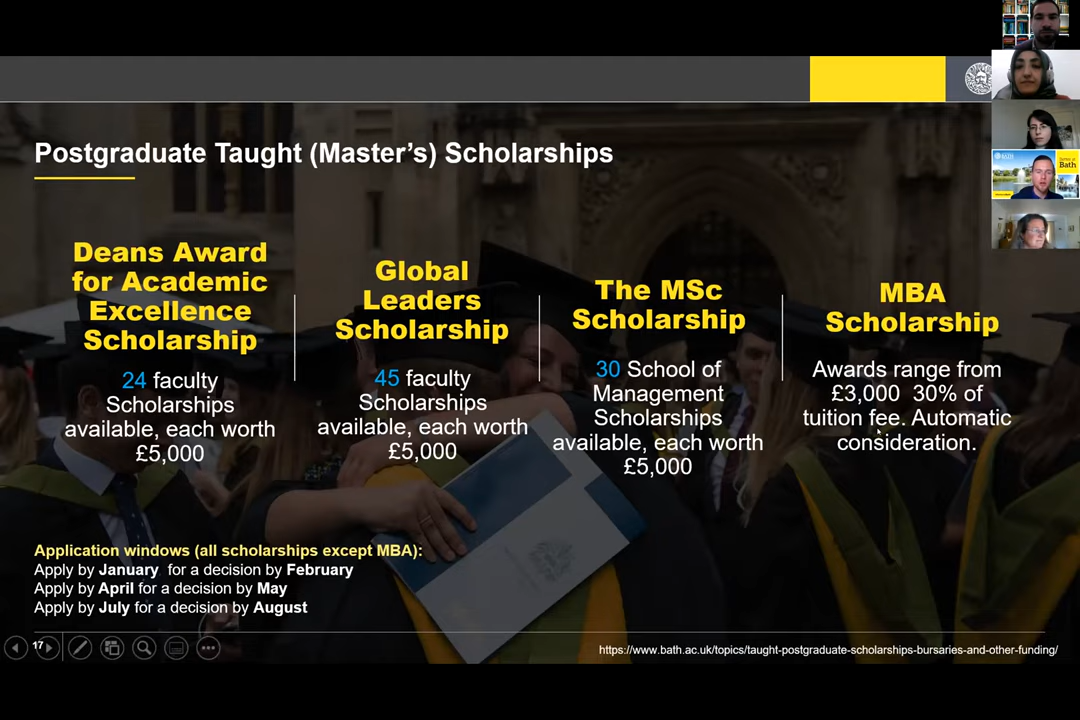 Postgraduate Taught (Master’s) Scholarships
Deans Award
for Academic
Excellence
Scholarship
24 faculty
Scholarships
available, each worth
£5,000
Global
Leaders
Scholarship
45 faculty
Scholarships
available, each worth
£5,000
The MSc
Scholarship
30 School of
Management
Scholarships
available, each worth
£5,000
MBA
Scholarship
Awards range from
£3,000 30% of
tuition fee. Automatic
consideration.
Application windows (all scholarships except MBA):
Apply by January for a decision by February
Apply by April for a decision by May
Apply by July for a decision by August
17
https://www.bath.ac.uk/topics/taught-postgraduate-scholarships-bursaries-and-other-funding/
BATH
Bath